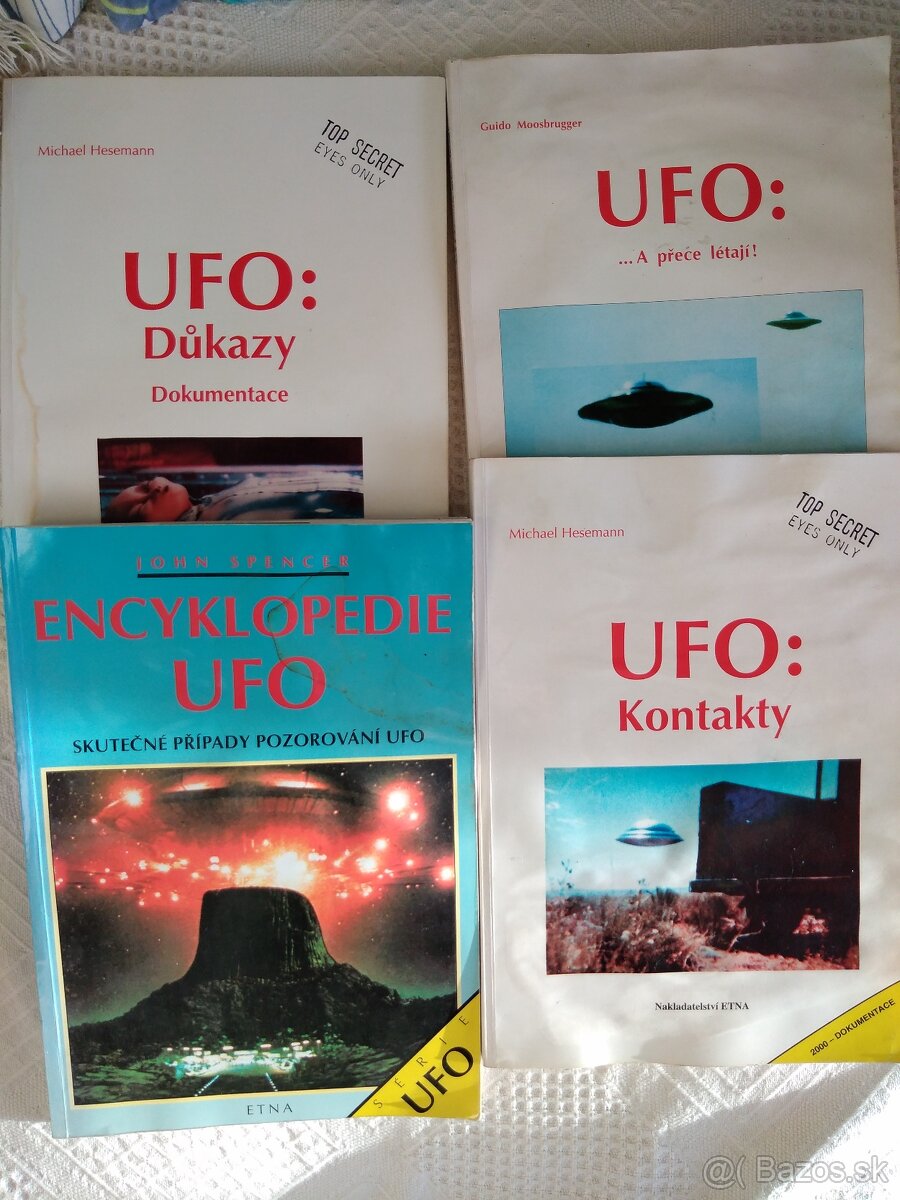 Michael Hesemann
TOP SECRET
EYES ONLY
UFO:
Důkazy
Dokumentace
Guido Moosbrugger
UFO:
...A přece létají!
JOHN SPENCER
ENCYKLOPEDIE
UFO
SKUTEČNÉ PŘÍPADY POZOROVÁNÍ UFO
SÉRIE
UFO
ETNA
Michael Hesemann
TOP SECRET
EYES ONLY
UFO:
Kontakty
Nakladatelství ETNA
2000 – DOKUMENTACE
@( Bazos.sk